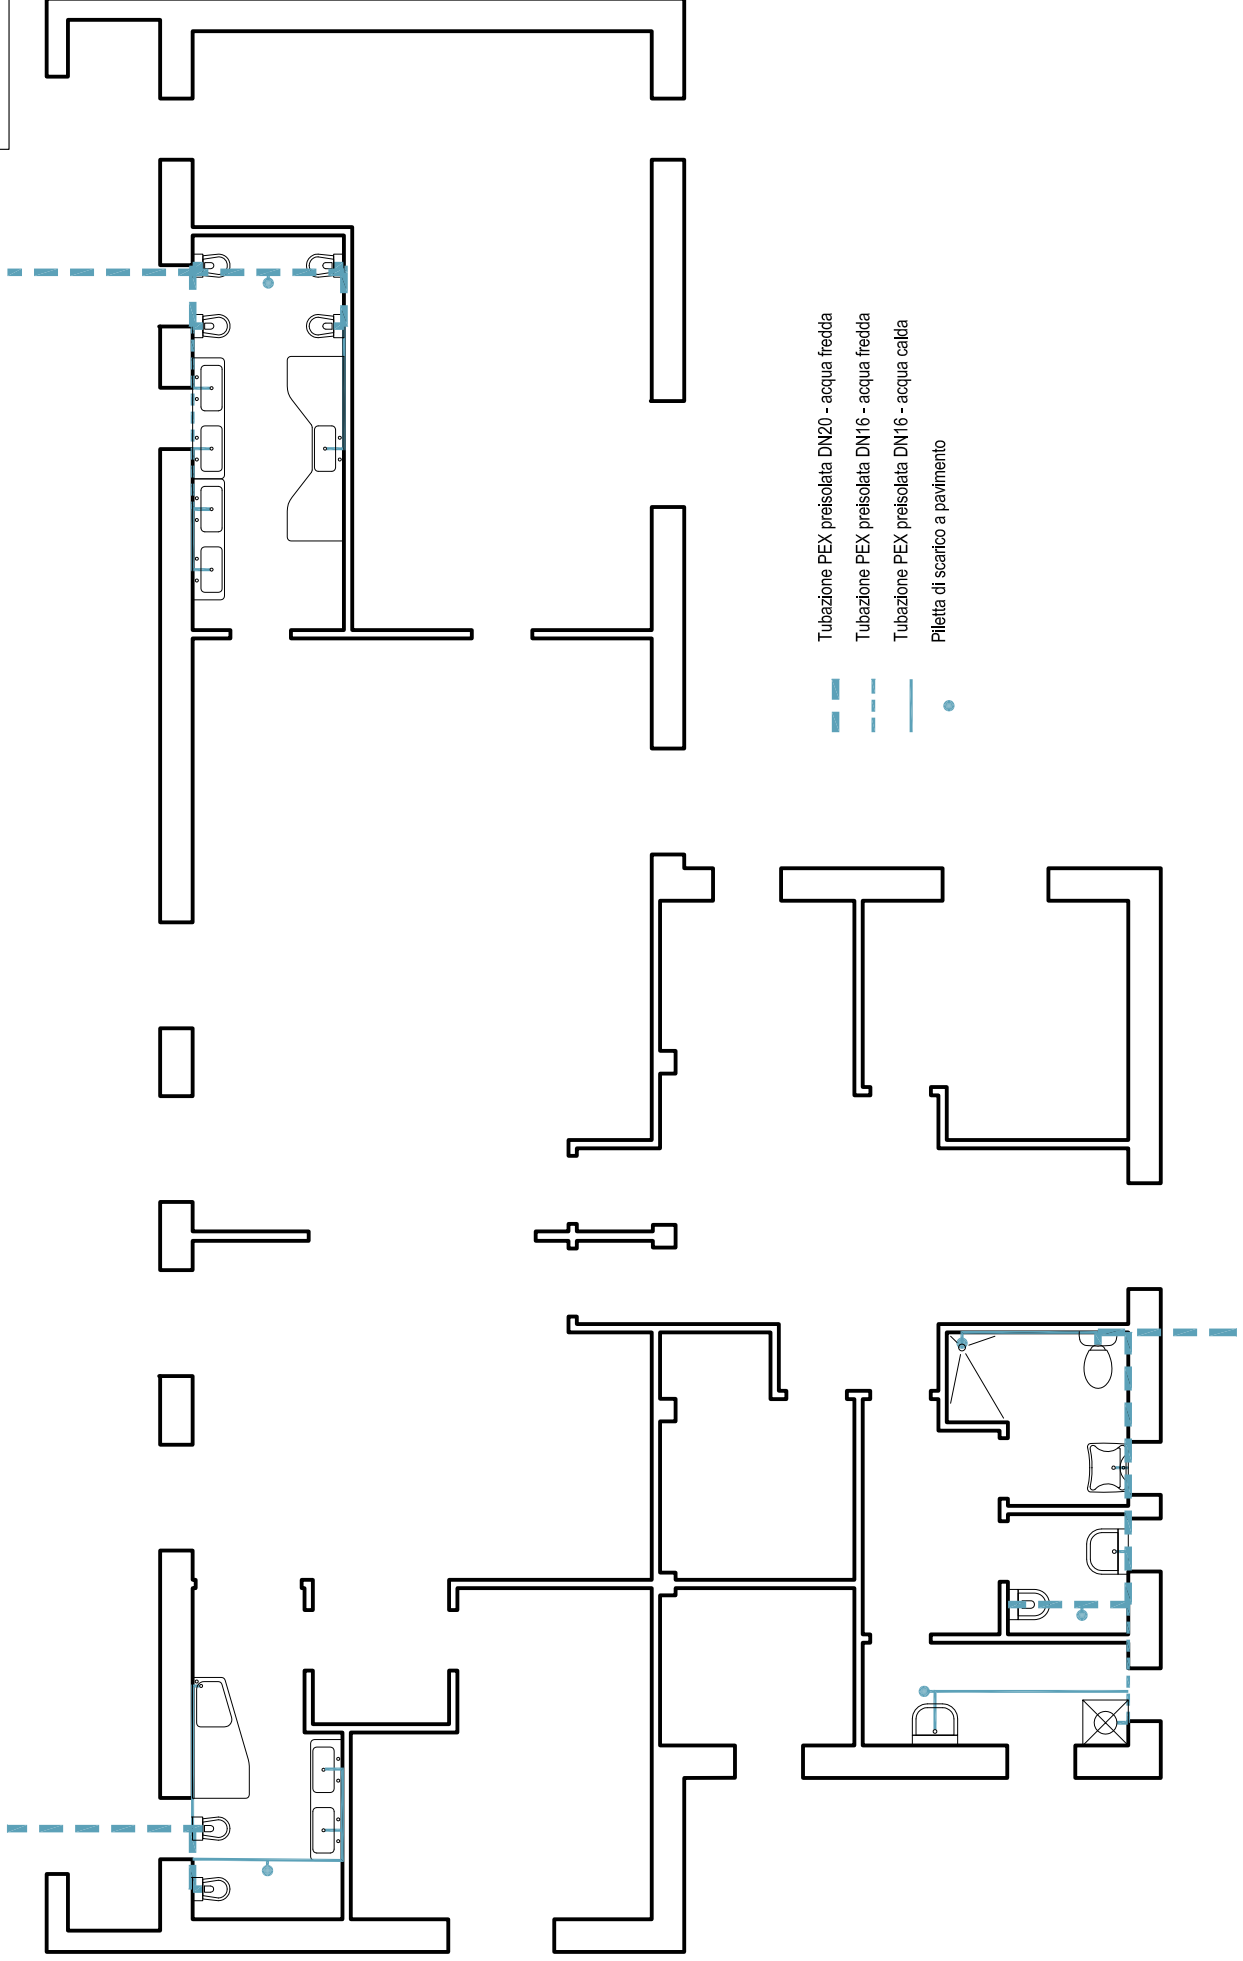 Tubazione PEX preisolata DN20 - acqua fredda
Tubazione PEX preisolata DN16 - acqua fredda
Tubazione PEX preisolata DN16 - acqua calda
Piletta di scarico a pavimento